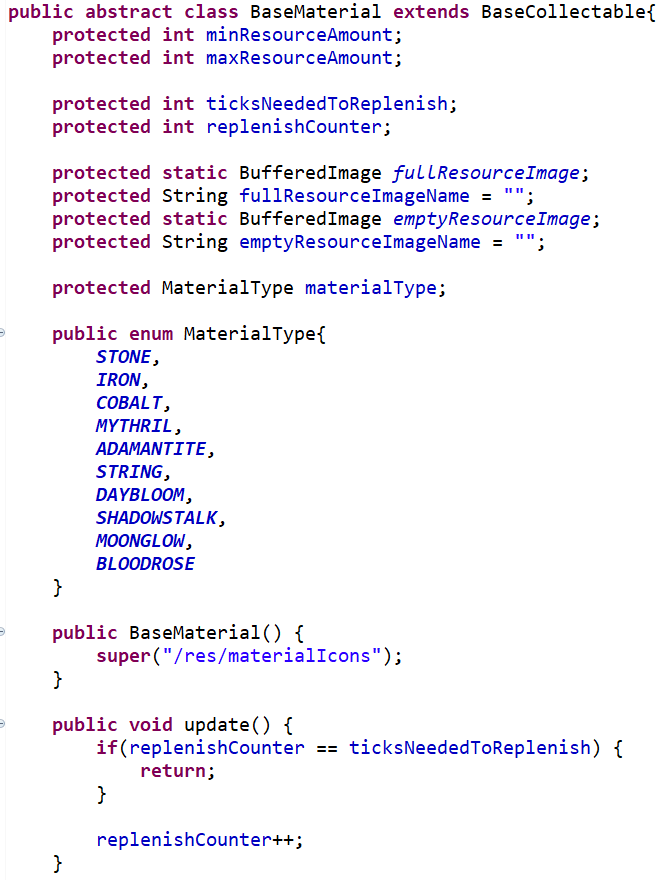 public abstract class BaseMaterial extends BaseCollectable{
    protected int minResourceAmount;
    protected int maxResourceAmount;

    protected int ticksNeededToReplenish;
    protected int replenishCounter;

    protected static BufferedImage fullResourceImage;
    protected String fullResourceImageName = "";
    protected static BufferedImage emptyResourceImage;
    protected String emptyResourceImageName = "";

    protected MaterialType materialType;

    public enum MaterialType{
        STONE,
        IRON,
        COBALT,
        MYTHRIL,
        ADAMANTITE,
        STRING,
        DAYBLOOM,
        SHADOWSTALK,
        MOONGLOW,
        BLOODROSE
    }

    public BaseMaterial() {
        super("/res/materialIcons");
    }

    public void update() {
        if(replenishCounter == ticksNeededToReplenish) {
            return;
        }

        replenishCounter++;
    }